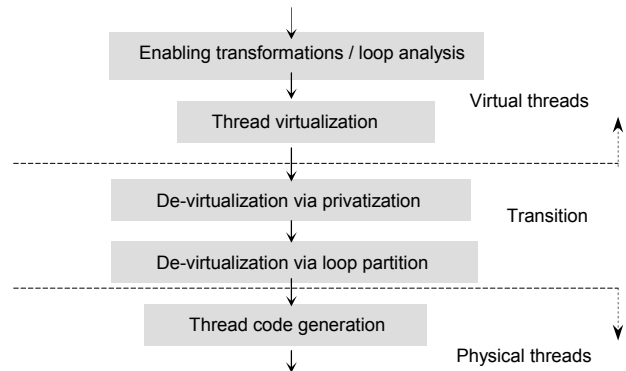 Enabling transformations / loop analysis
Virtual threads
Thread virtualization
De-virtualization via privatization
Transition
De-virtualization via loop partition
Thread code generation
Physical threads